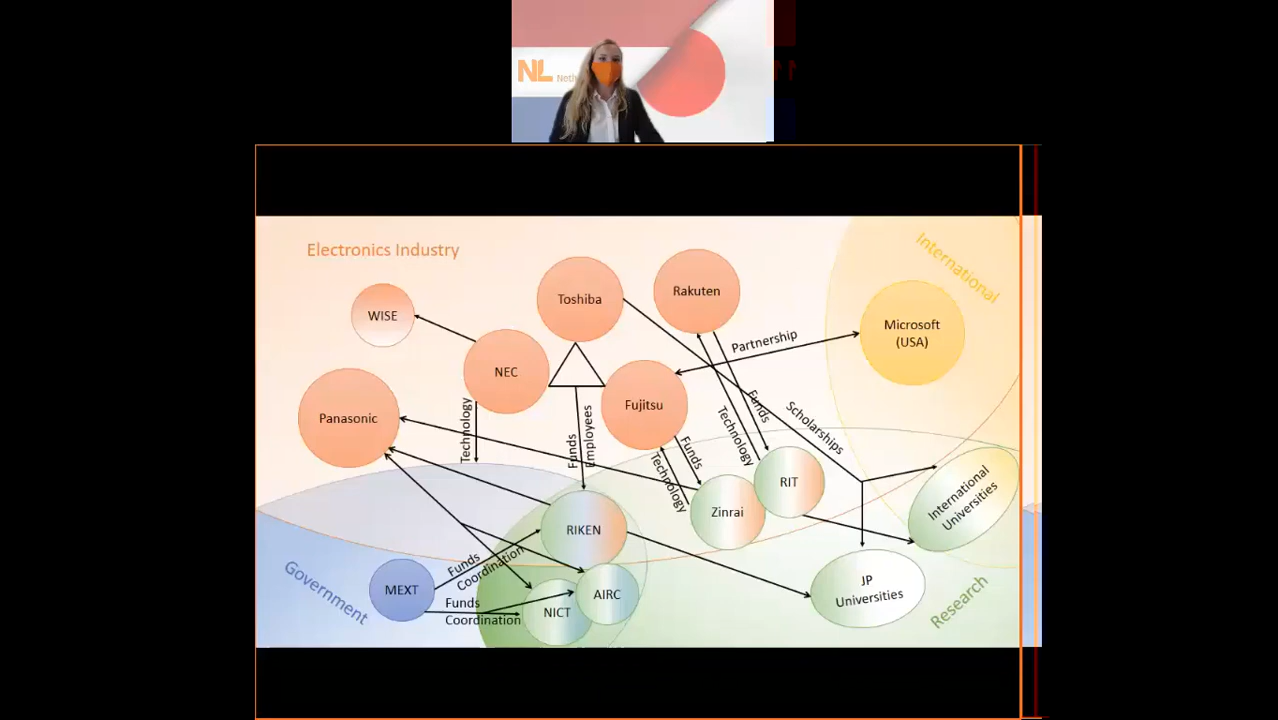 NL Neth
Electronics Industry
International
Toshiba
Rakuten
WISE
Microsoft
(USA)
Partnership
NEC
Fujitsu
Panasonic
Technology
Funds
Employees
Funds
Technology
Funds
Technology
Scholarships
RIT
Zinrai
International
Universities
RIKEN
Government
MEXT
Funds
Coordination
Funds
Coordination
NICT
AIRC
JP
Universities
Research